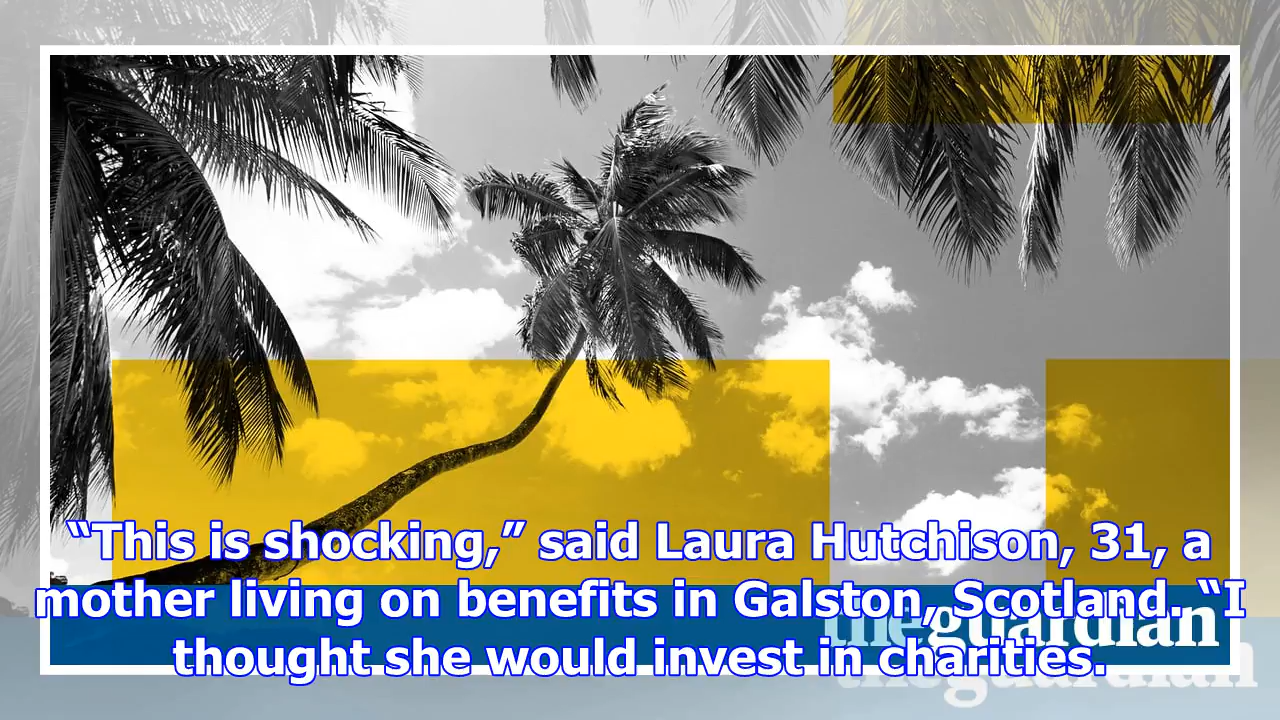 “This is shocking,” said Laura Hutchison, 31, a
mother living on benefits in Galston, Scotland. “I
thought she would invest in charities.
theguardian
theguardian